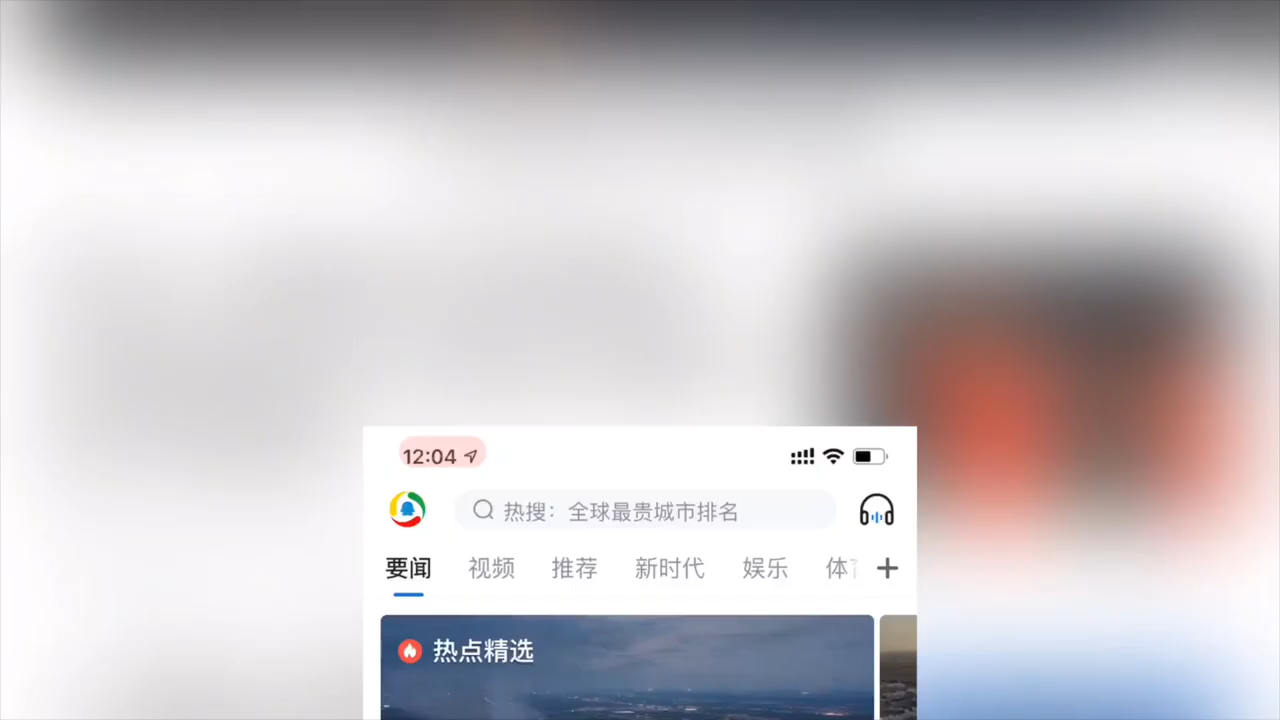 12:04
热搜：全球最贵城市排名
要闻 视频 推荐 新时代 娱乐 体
热点精选